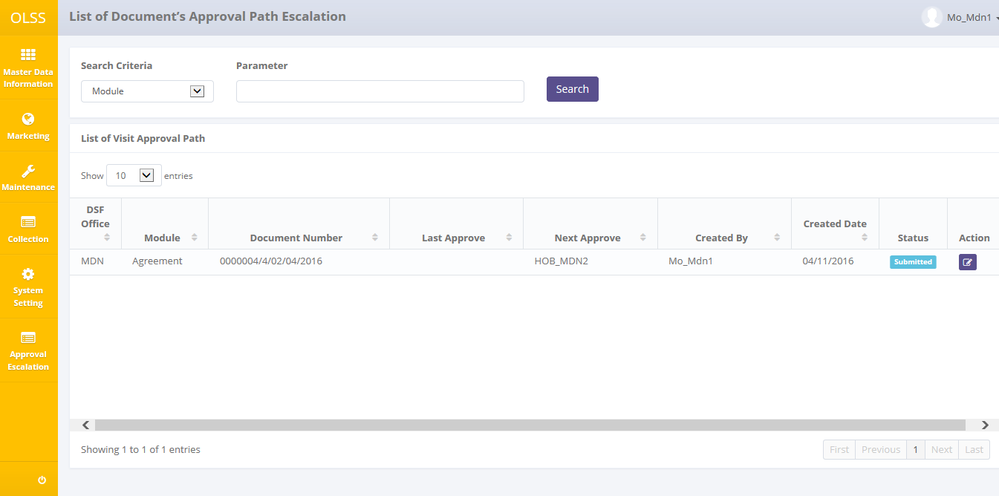 OLSS
List of Document's Approval Path Escalation
Mo_Mdn1
Master Data
Information
Marketing
Maintenance
Collection
System
Setting
Approval
Escalation
Search Criteria
Parameter
Module
Search
List of Visit Approval Path
Show 10 entries
DSF
Office
Module
Document Number
Last Approve
Next Approve
Created By
Created Date
Status
Action
MDN Agreement 0000004/4/02/04/2016 HOB_MDN2 Mo_Mdn1 04/11/2016 Submitted
Showing 1 to 1 of 1 entries
First Previous 1 Next Last